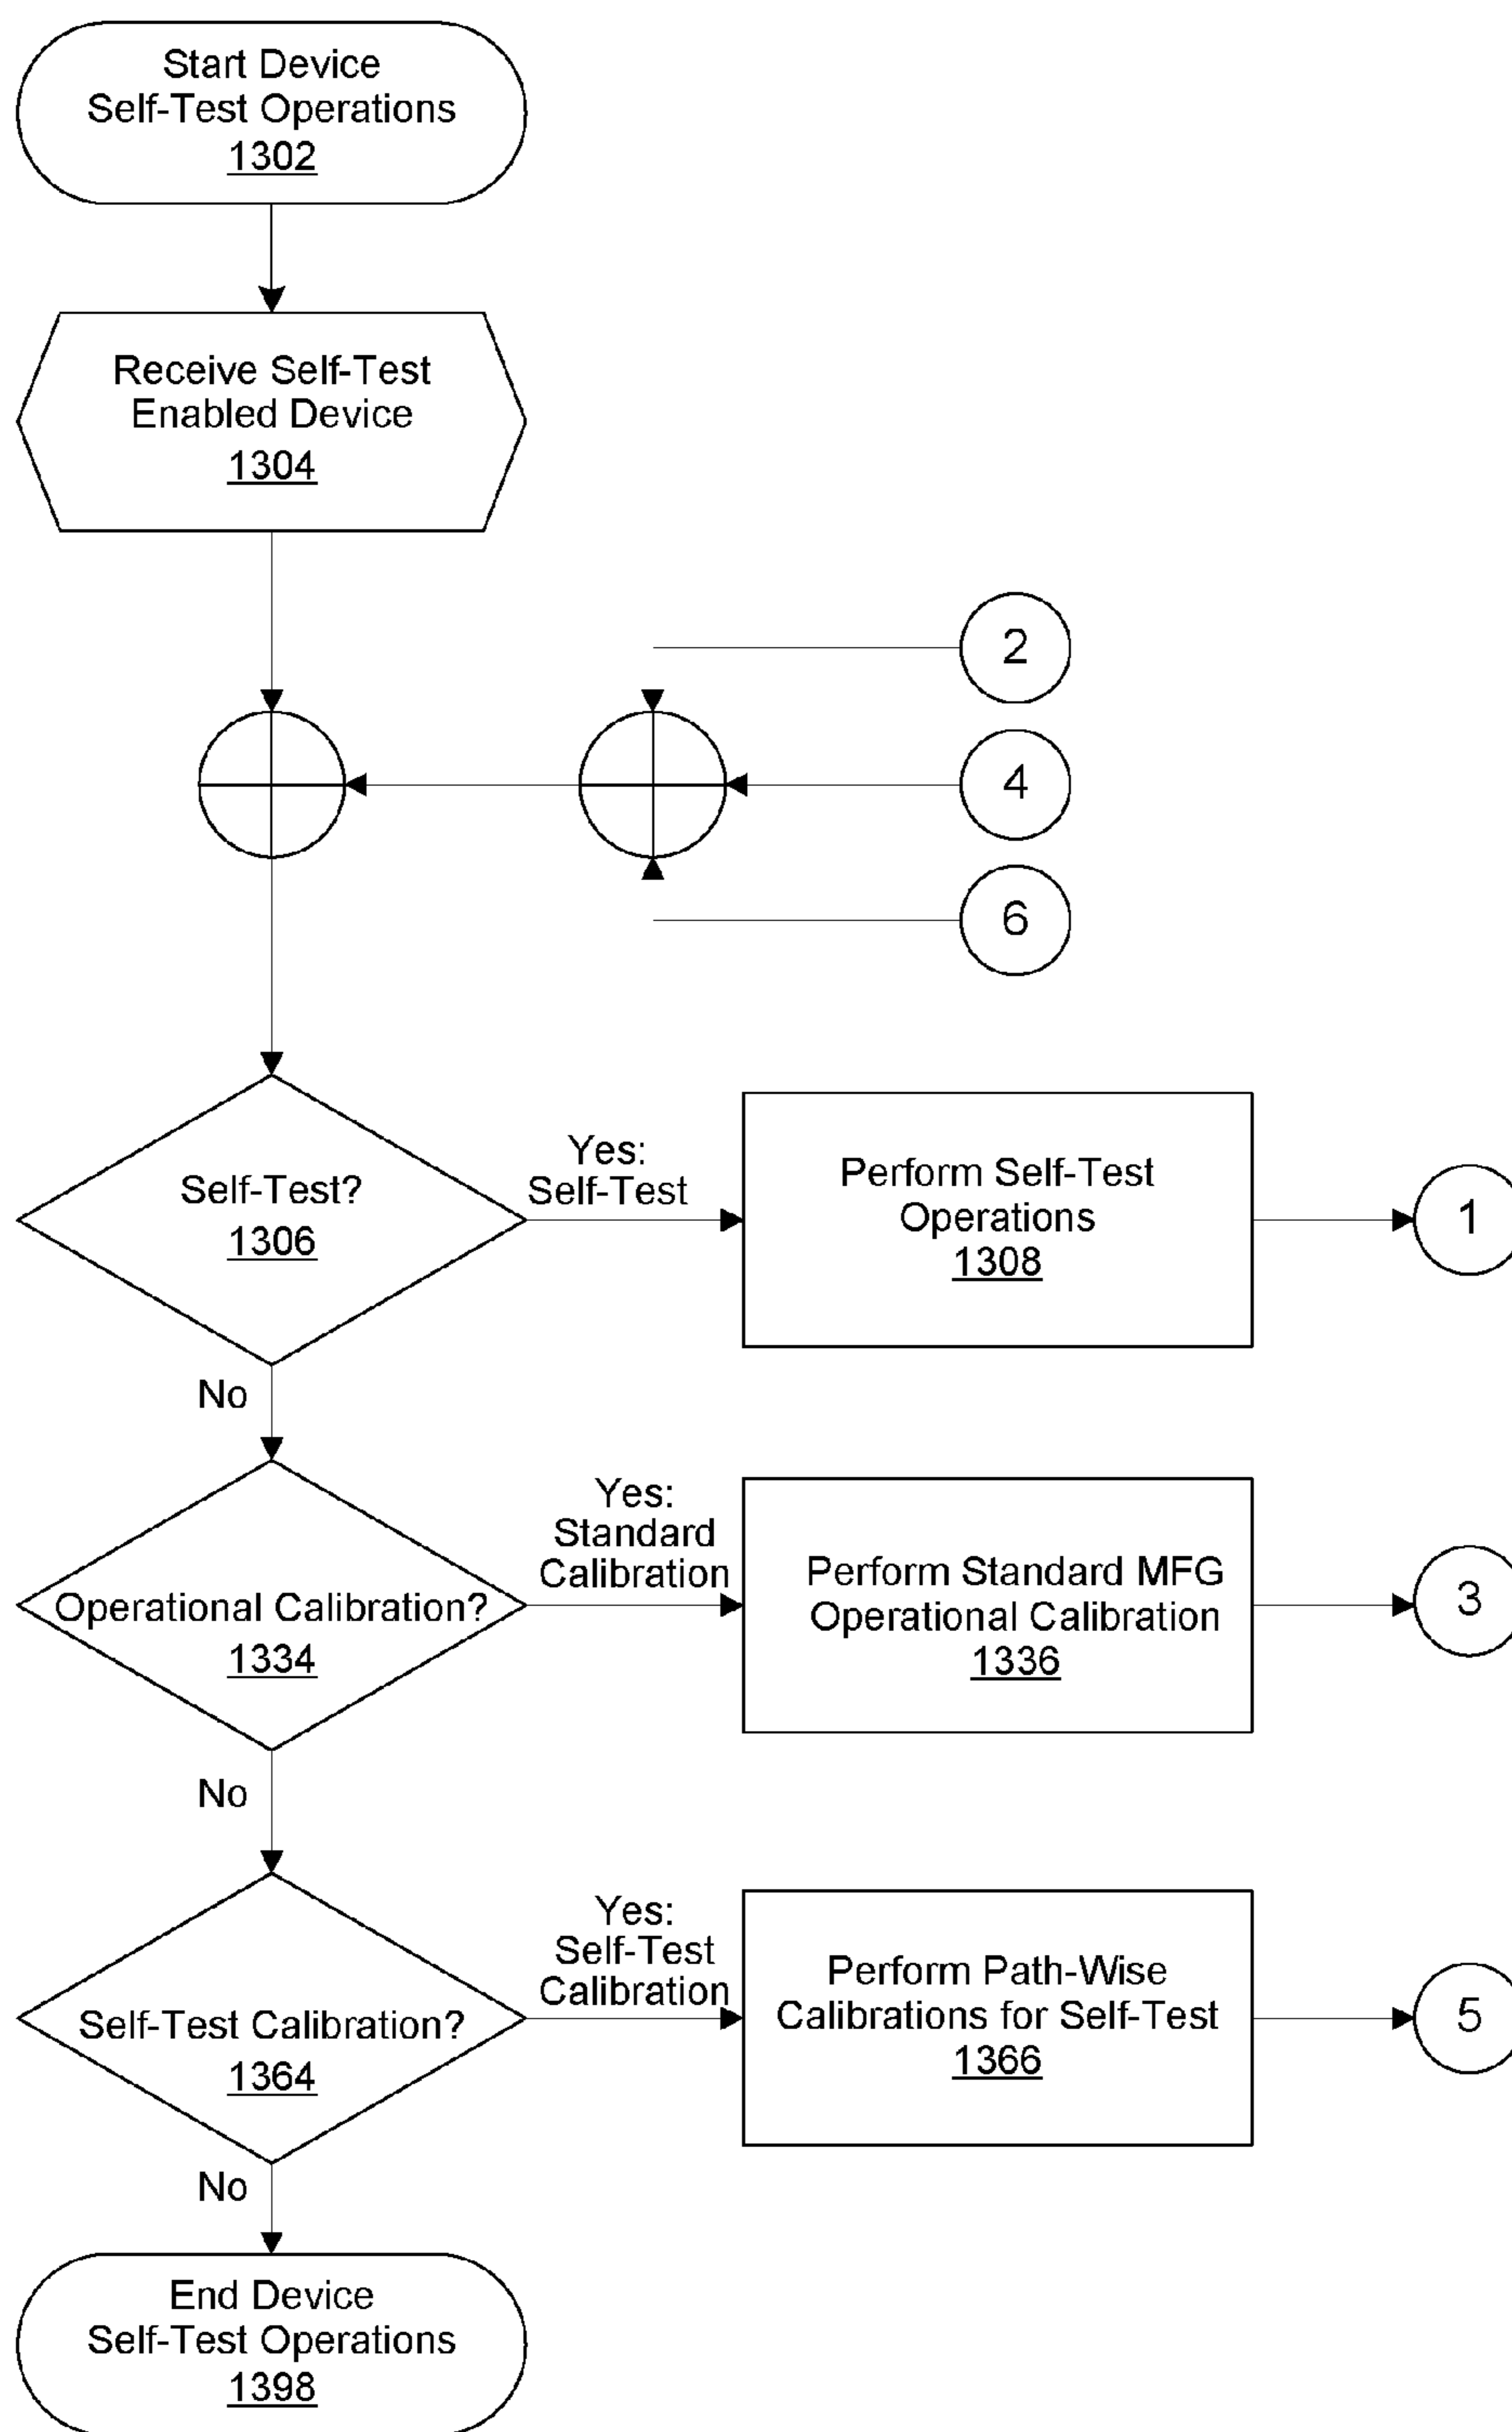 Start Device
Self-Test Operations
1302
Receive Self-Test
Enabled Device
1304
2
4
6
Self-Test?
1306
Yes:
Self-Test
Perform Self-Test
Operations
1308
1
No
Operational Calibration?
1334
Yes:
Standard
Calibration
Perform Standard MFG
Operational Calibration
1336
3
No
Self-Test Calibration?
1364
Yes:
Self-Test
Calibration
Perform Path-Wise
Calibrations for Self-Test
1366
5
No
End Device
Self-Test Operations
1398